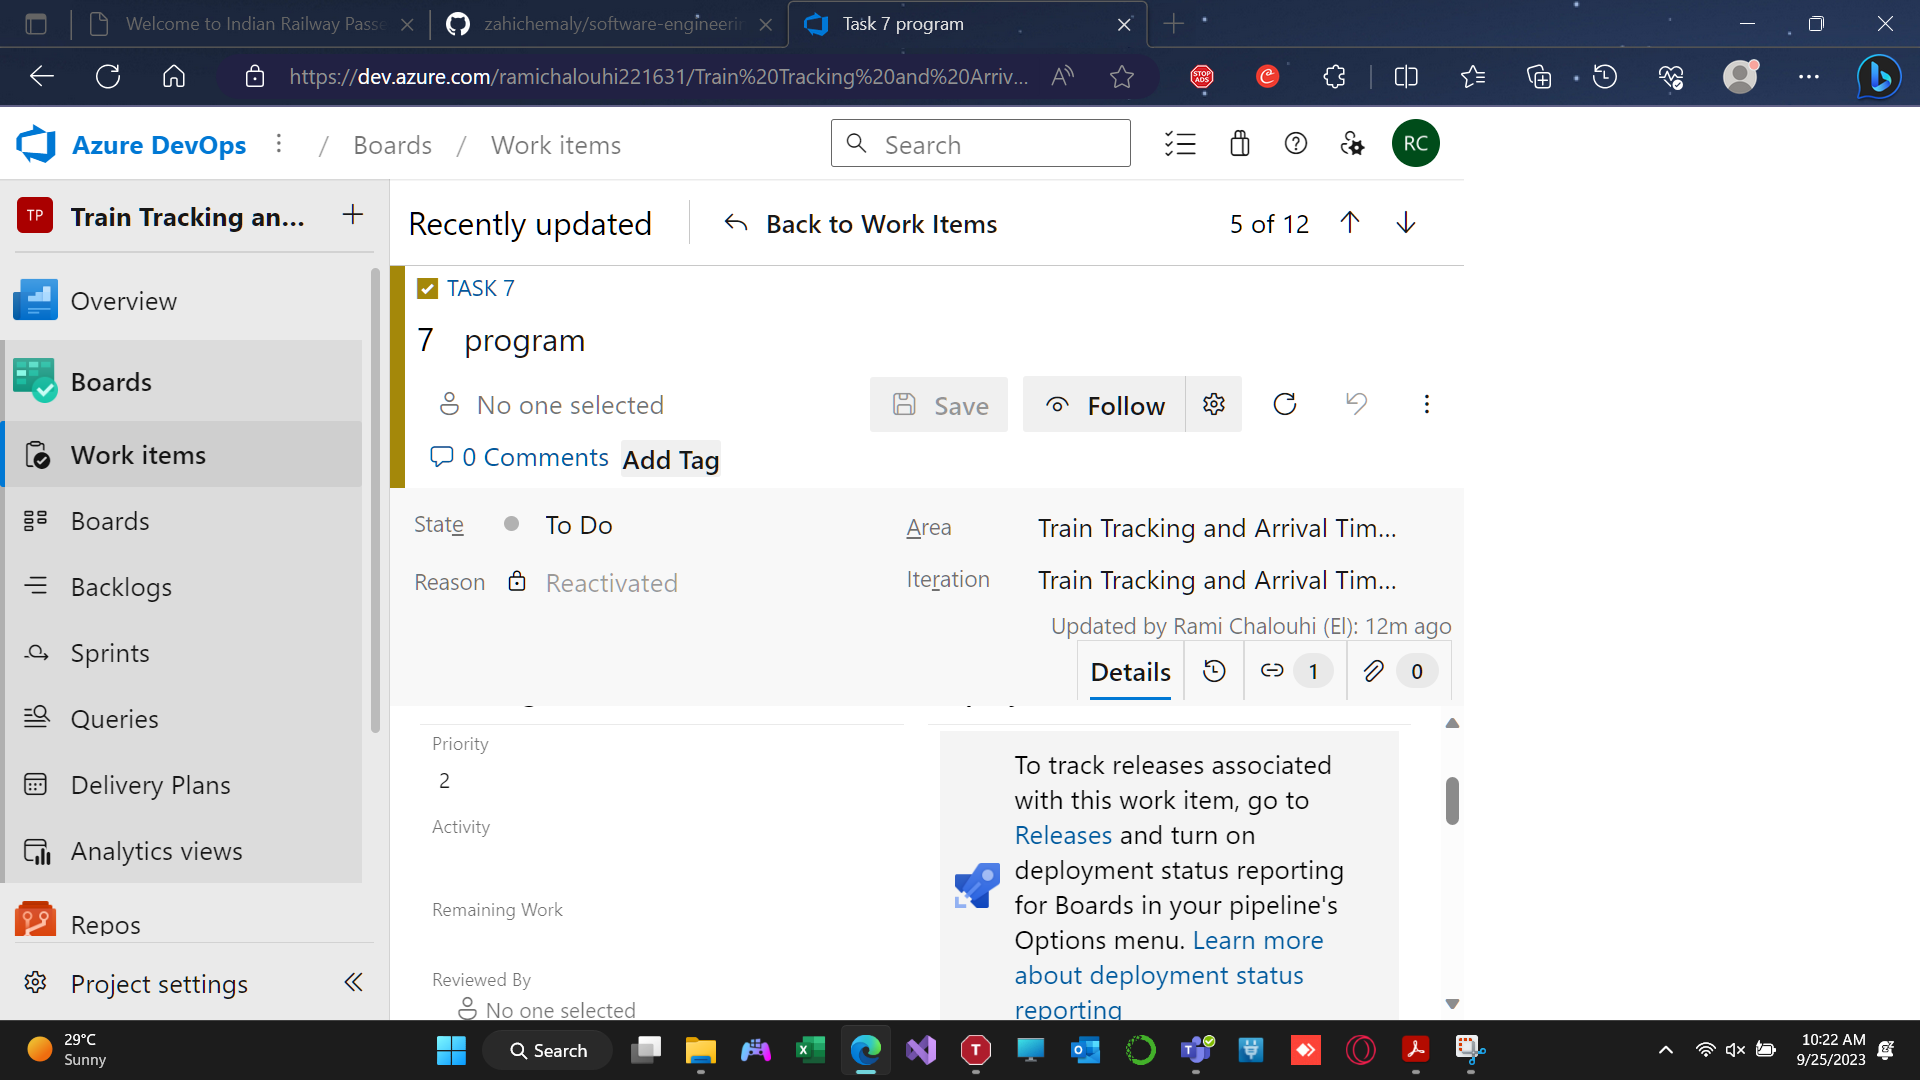 Welcome to Indian Railway Passe
zahichemaly/software-engineerin
Task 7 program
https://dev.azure.com/ramichalouhi221631/Train%20Tracking%20and%20Arriv...
Azure DevOps / Boards / Work items
Search
RC
TP Train Tracking an...
Overview
Boards
Work items
Boards
Backlogs
Sprints
Queries
Delivery Plans
Analytics views
Repos
Project settings
Recently updated
Back to Work Items
5 of 12
TASK 7
7 program
No one selected
Save
Follow
0 Comments
Add Tag
State To Do
Area Train Tracking and Arrival Tim...
Reason Reactivated
Iteration Train Tracking and Arrival Tim...
Updated by Rami Chalouhi (El): 12m ago
Details
1
0
Priority
2
Activity
Remaining Work
Reviewed By
No one selected
To track releases associated
with this work item, go to
Releases and turn on
deployment status reporting
for Boards in your pipeline's
Options menu. Learn more
about deployment status
reporting
29°C
Sunny
Search
10:22 AM
9/25/2023